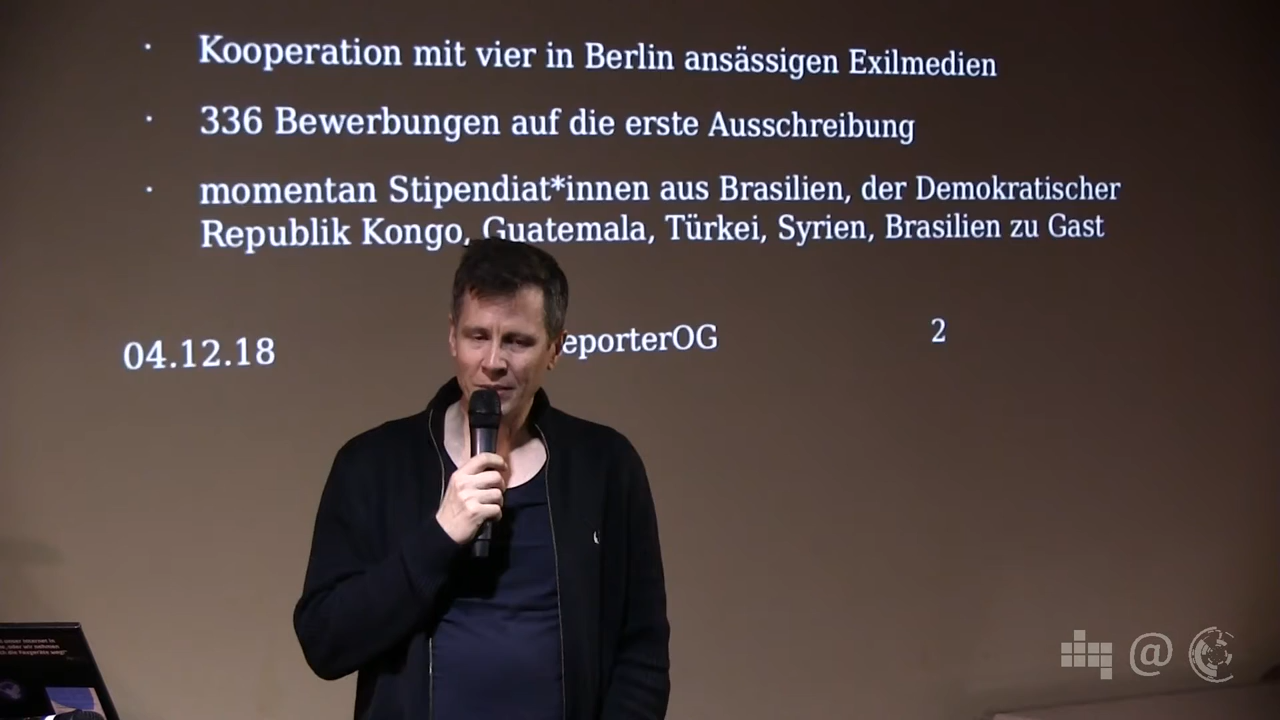 · Kooperation mit vier in Berlin ansässigen Exilmedien
· 336 Bewerbungen auf die erste Ausschreibung
· momentan Stipendiat*innen aus Brasilien, der Demokratischer
Republik Kongo, Guatemala, Türkei, Syrien, Brasilien zu Gast
04.12.18 eporterOG 2
@